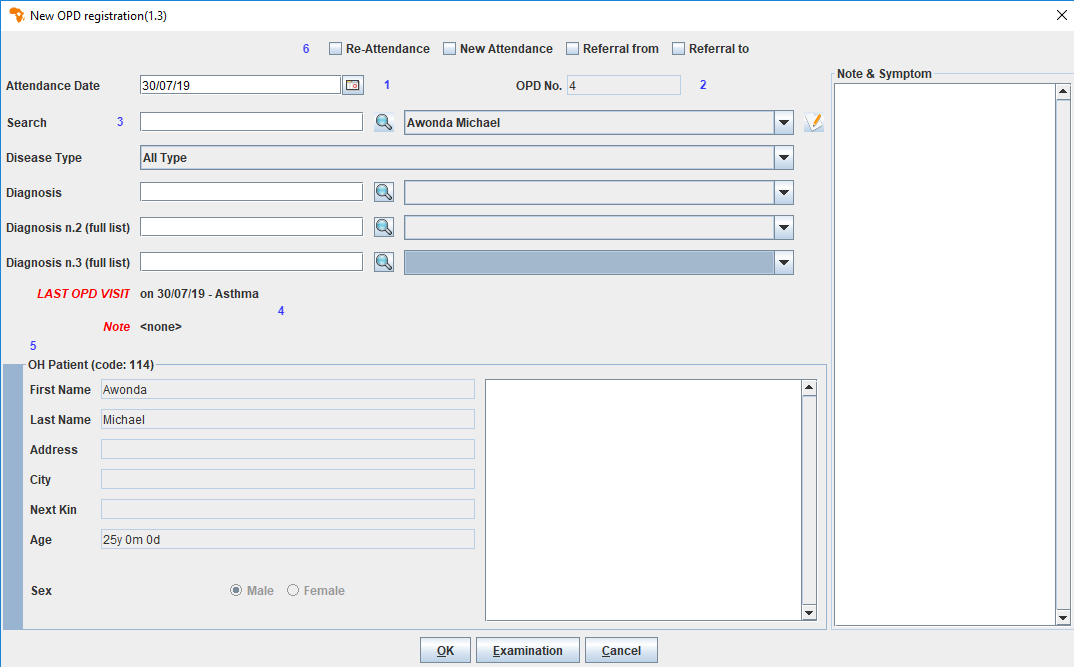 New OPD registration(1.3)
6 Re-Attendance New Attendance Referral from Referral to
Attendance Date 30/07/19 1 OPD No. 4 2
Note & Symptom
Search 3 Awonda Michael
Disease Type All Type
Diagnosis
Diagnosis n.2 (full list)
Diagnosis n.3 (full list)
LAST OPD VISIT on 30/07/19 - Asthma
4
Note <none>
5
OH Patient (code: 114)
First Name Awonda
Last Name Michael
Address
City
Next Kin
Age 25y 0m 0d
Sex Male Female
OK Examination Cancel